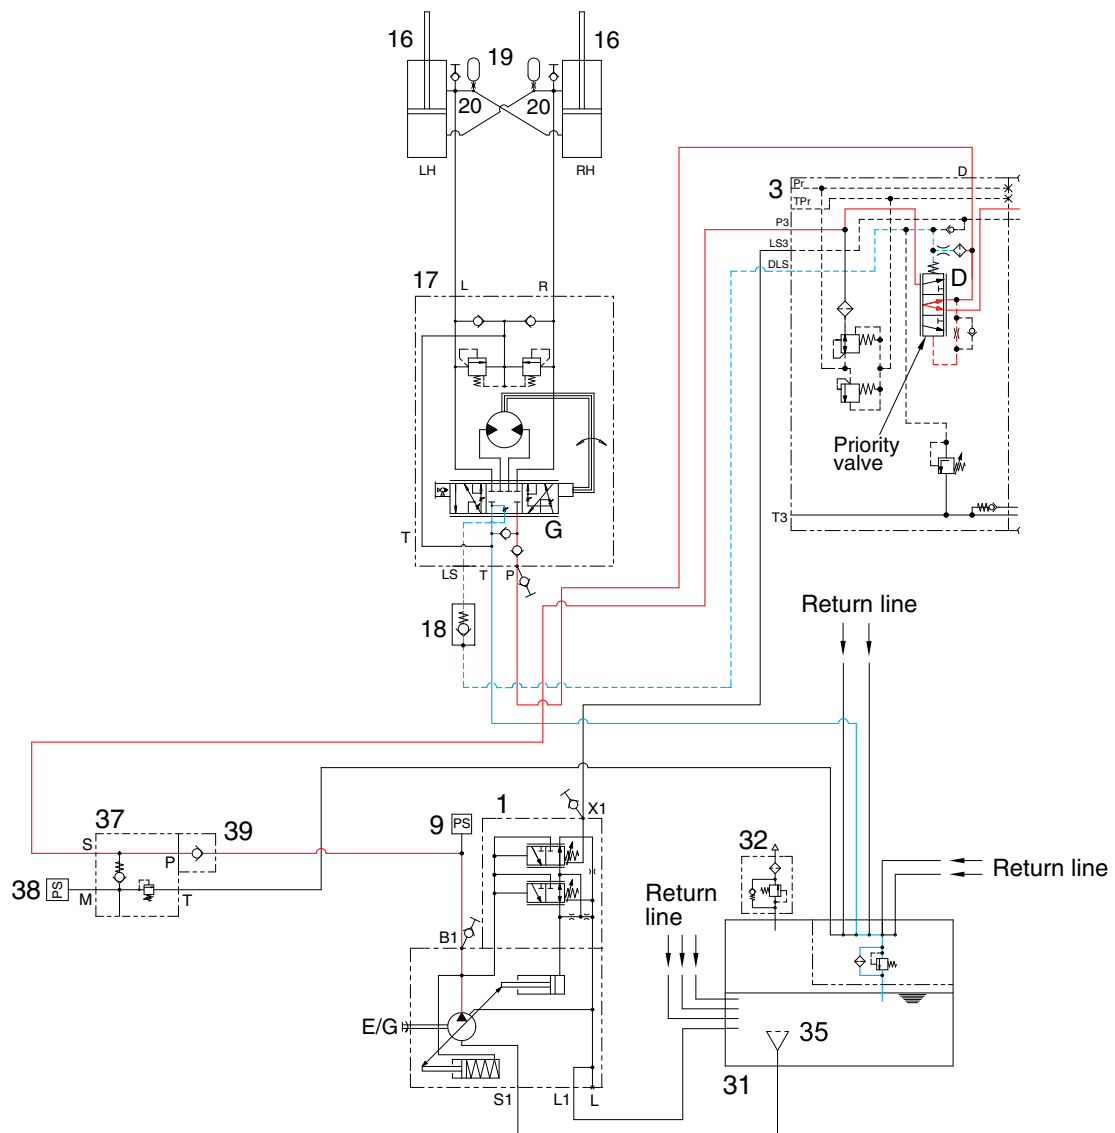 16
19
16
20
20
LH
RH
D
3
Pr
TPr
P3
LS3
DLS
17
L
R
D
Priority
valve
G
T
LS
T
P
T3
18
Return line
37
39
9
PS
1
X1
32
S
P
38
PS
M
T
Return
line
Return line
B1
E/G
35
31
S1
L1
L